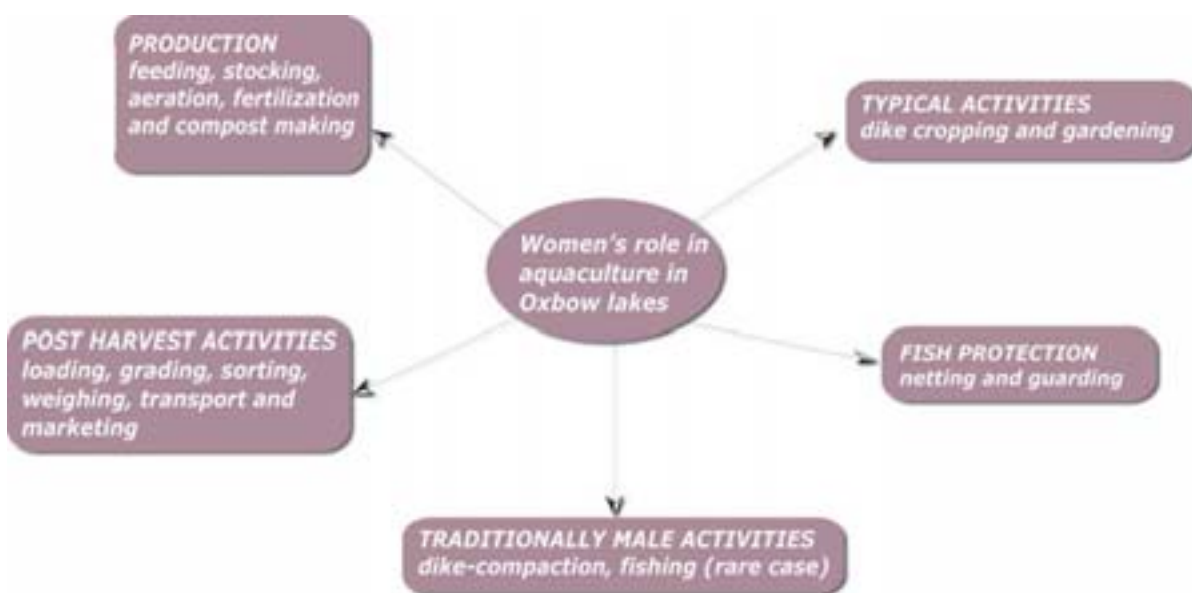 PRODUCTION
feeding, stocking,
aeration, fertilization
and compost making
TYPICAL ACTIVITIES
dike cropping and gardening
Women's role in
aquaculture in
Oxbow lakes
POST HARVEST ACTIVITIES
loading, grading, sorting,
weighing, transport and
marketing
FISH PROTECTION
netting and guarding
TRADITIONALLY MALE ACTIVITIES
dike-compaction, fishing (rare case)